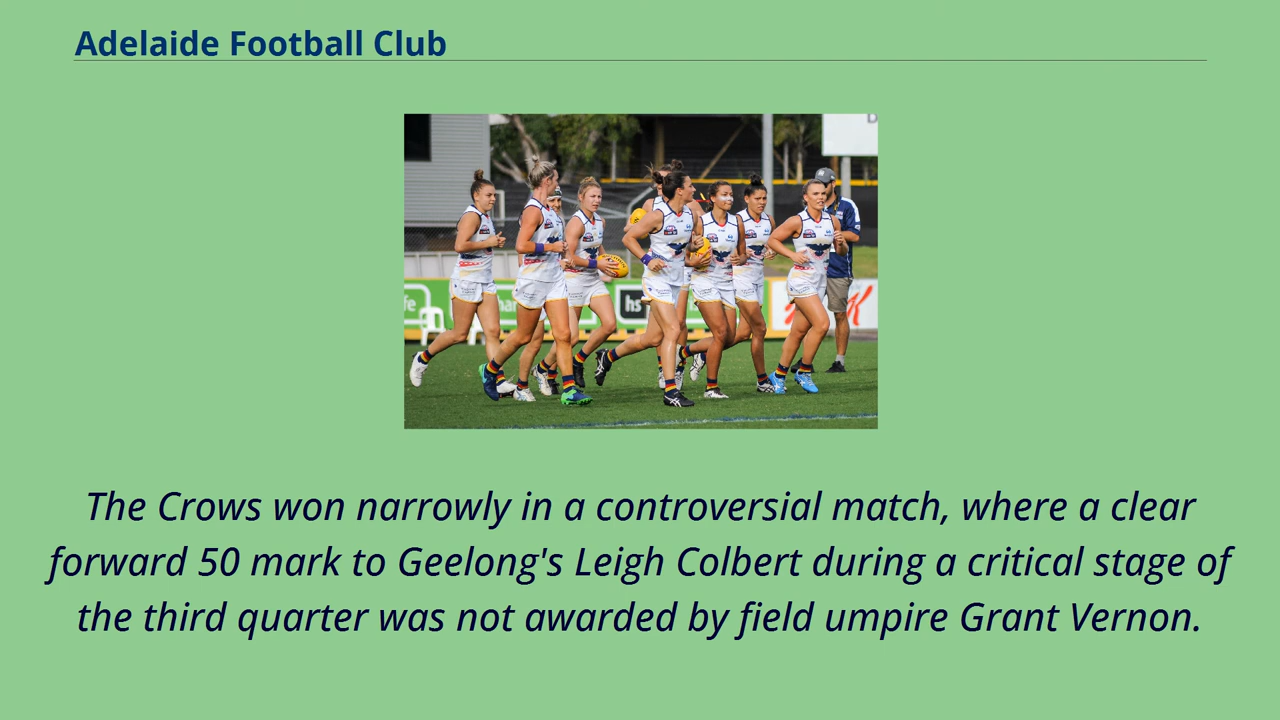 Adelaide Football Club
hs
The Crows won narrowly in a controversial match, where a clear
forward 50 mark to Geelong's Leigh Colbert during a critical stage of
the third quarter was not awarded by field umpire Grant Vernon.